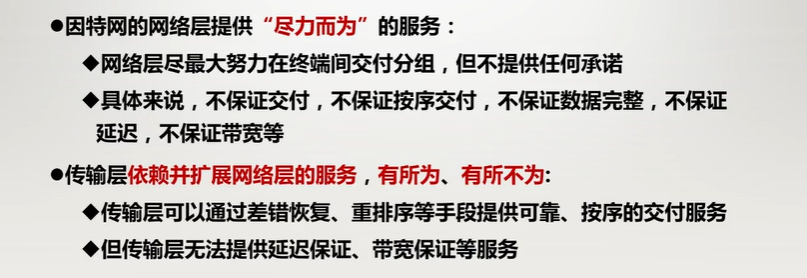 ●因特网的网络层提供“尽力而为”的服务：
◆网络层尽最大努力在终端间交付分组，但不提供任何承诺
◆具体来说，不保证交付，不保证按序交付，不保证数据完整，不保证
延迟，不保证带宽等
●传输层依赖并扩展网络层的服务，有所为、有所不为:
◆传输层可以通过差错恢复、重排序等手段提供可靠、按序的交付服务
◆但传输层无法提供延迟保证、带宽保证等服务